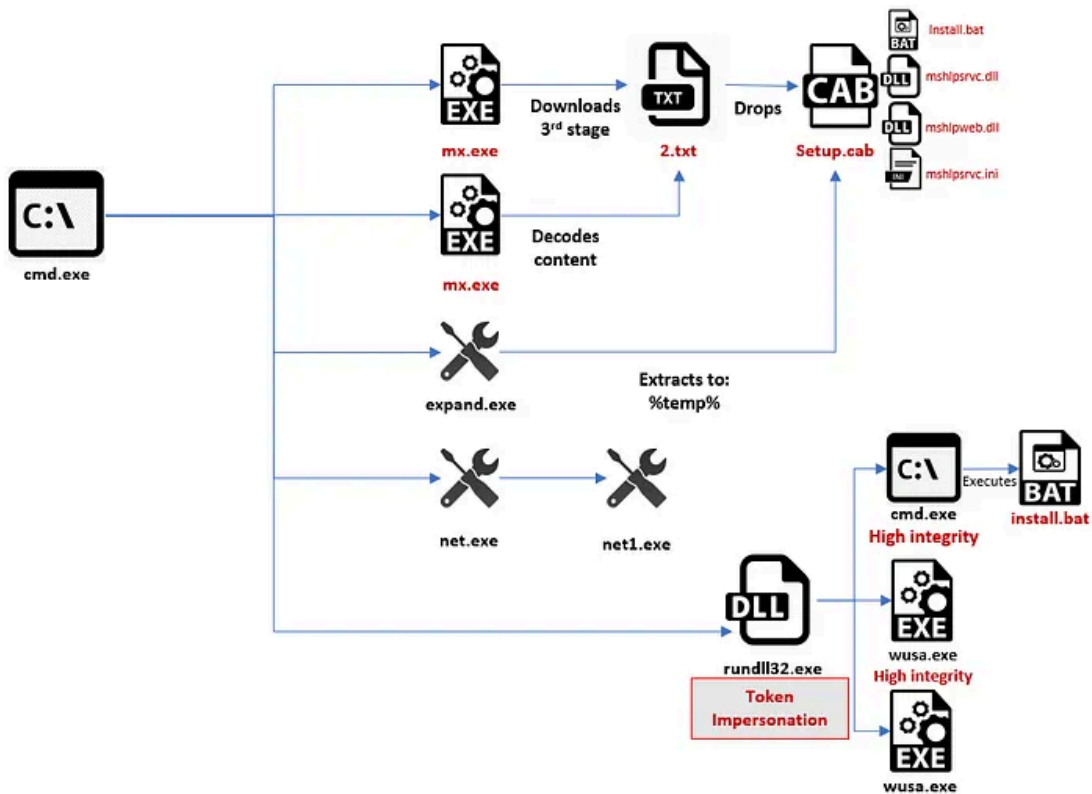 EXE
mx.exe
Downloads
3rd stage
TXT
2.txt
Drops
CAB
Setup.cab
BAT
Install.bat
DLL
mshlpsrvc.dll
DLL
mshlpweb.dll
INI
mshlpsrvc.ini
C:\
cmd.exe
EXE
mx.exe
Decodes
content
expand.exe
Extracts to:
%temp%
net.exe
net1.exe
C:\
cmd.exe
High integrity
Executes
BAT
install.bat
DLL
rundll32.exe
Token
Impersonation
EXE
wusa.exe
High integrity
EXE
wusa.exe